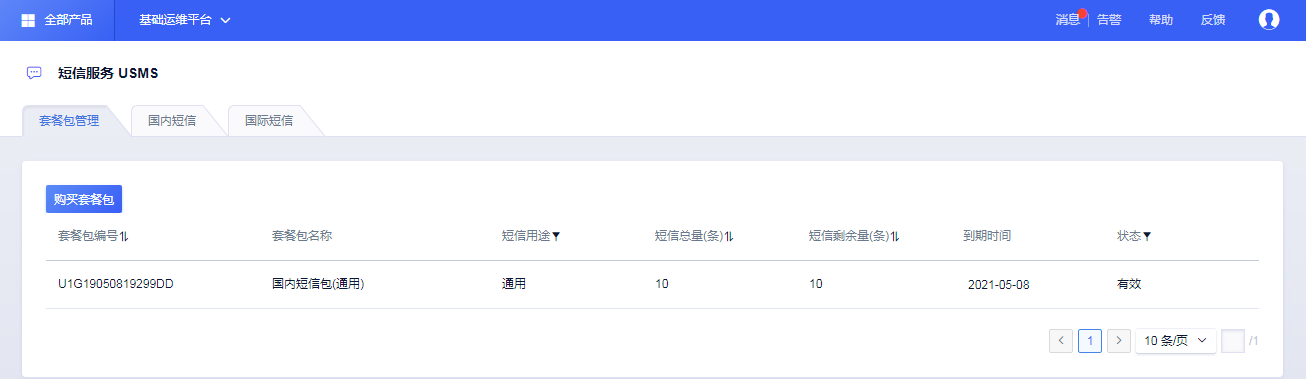 全部产品 基础运维平台 消息 告警 帮助 反馈
短信服务 USMS
套餐包管理 国内短信 国际短信
购买套餐包
套餐包编号 套餐包名称 短信用途 短信总量(条) 短信剩余量(条) 到期时间 状态
U1G19050819299DD 国内短信包(通用) 通用 10 10 2021-05-08 有效
1 10 条/页 /1